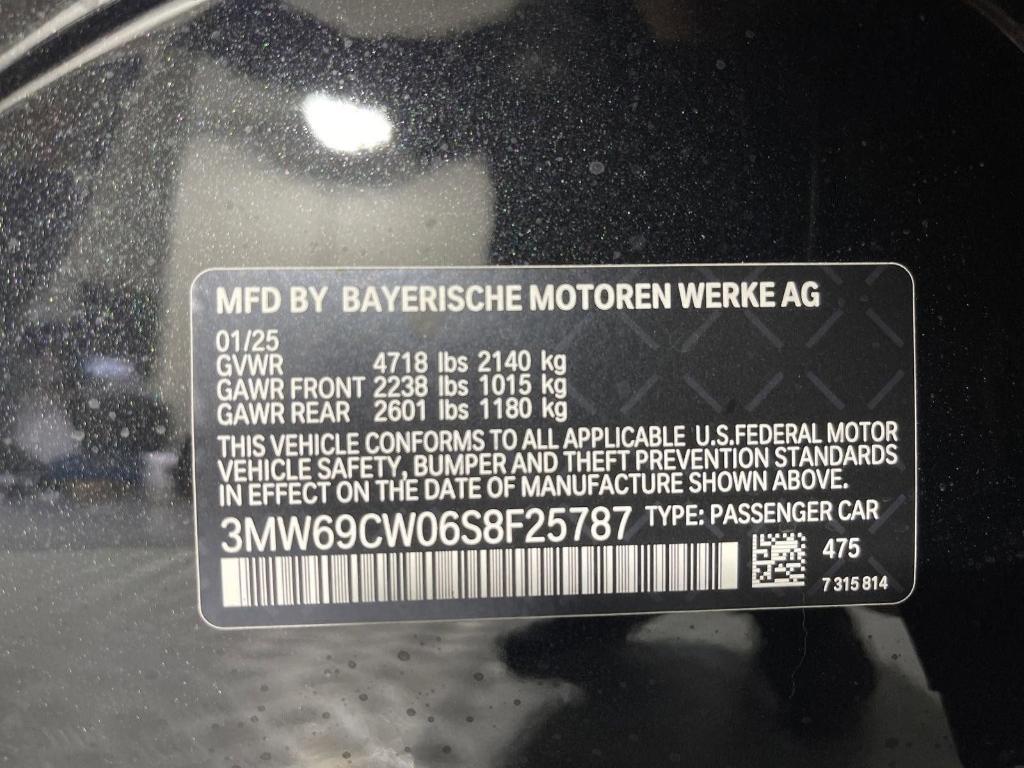 MFD BY BAYERISCHE MOTOREN WERKE AG
01/25
GVWR 4718 lbs 2140 kg
GAWR FRONT 2238 lbs 1015 kg
GAWR REAR 2601 lbs 1180 kg
THIS VEHICLE CONFORMS TO ALL APPLICABLE U.S.FEDERAL MOTOR
VEHICLE SAFETY, BUMPER AND THEFT PREVENTION STANDARDS
IN EFFECT ON THE DATE OF MANUFACTURE SHOWN ABOVE.
3MW69CW06S8F25787 TYPE: PASSENGER CAR
475
7 315 814